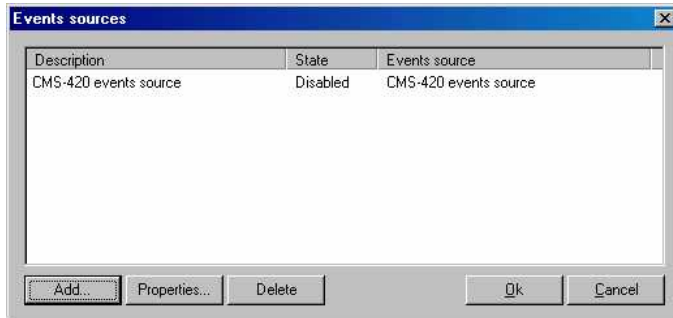 Events sources
Description State Events source
CMS-420 events source Disabled CMS-420 events source
Add... Properties... Delete Ok Cancel